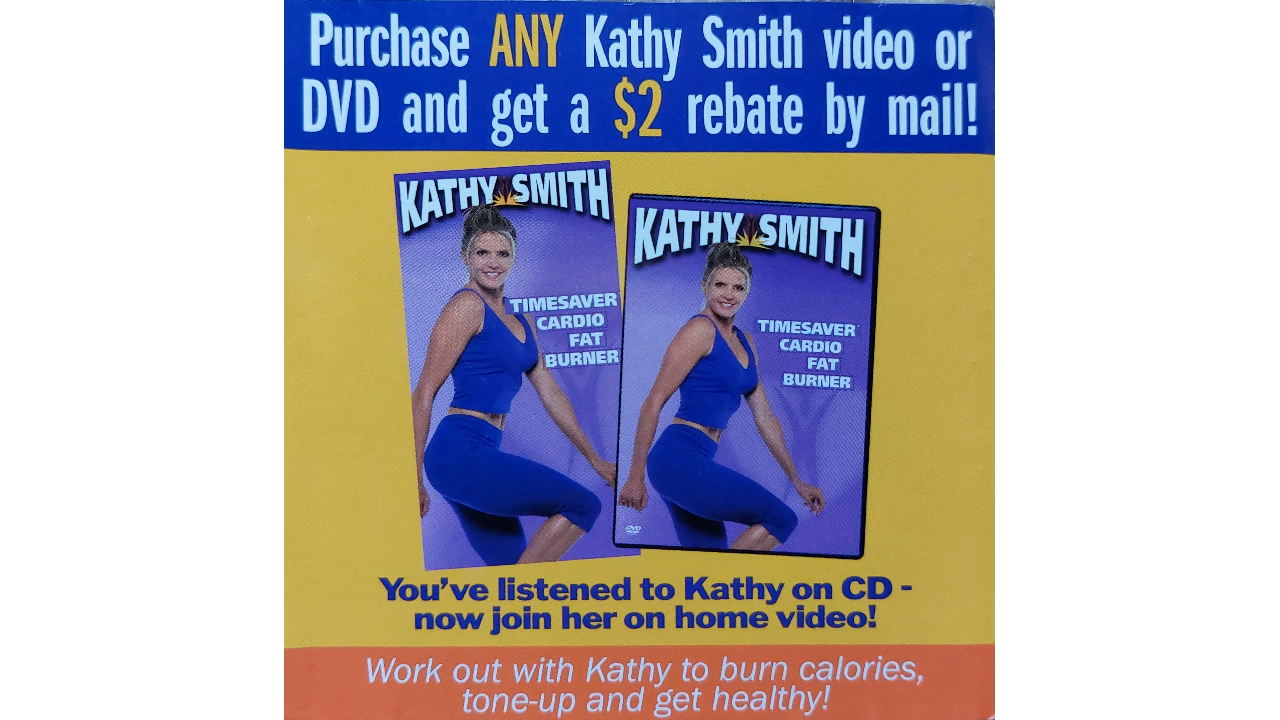 Purchase ANY Kathy Smith video or
DVD and get a $2 rebate by mail!
KATHY SMITH
TIMESAVER
CARDIO
FAT
BURNER
KATHY SMITH
TIMESAVER
CARDIO
FAT
BURNER
DVD
You've listened to Kathy on CD -
now join her on home video!
Work out with Kathy to burn calories,
tone-up and get healthy!